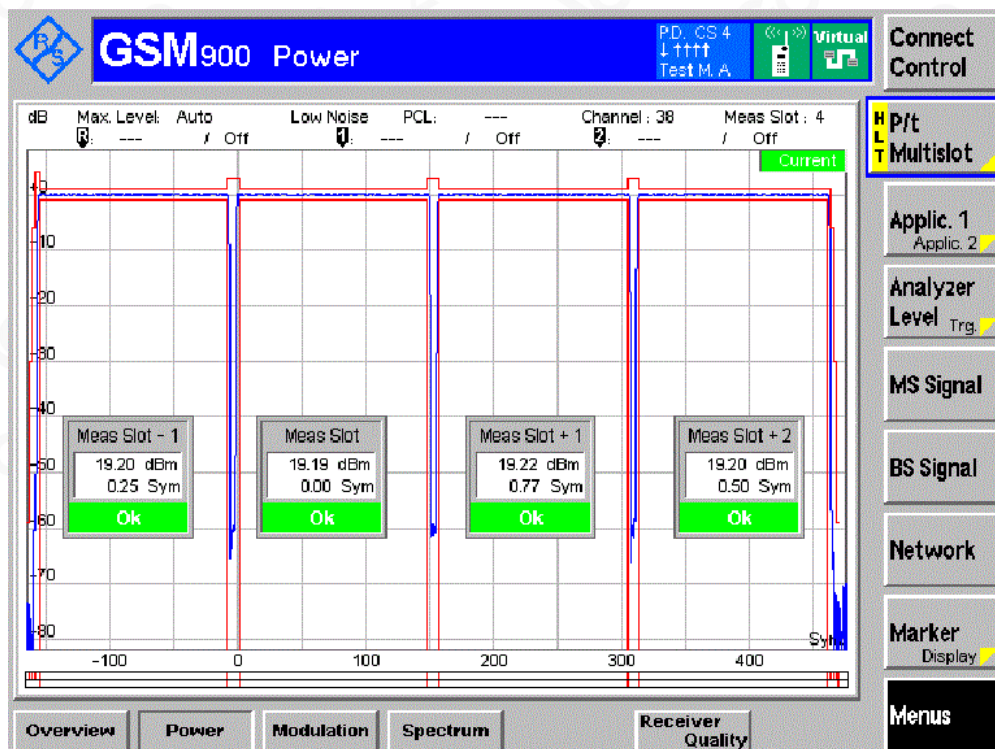 R/S
GSM900 Power
P.D. CS 4
↓↑↑↑↑
Test M. A
Virtual
Connect
Control
dB Max. Level: Auto Low Noise PCL: --- Channel : 38 Meas Slot : 4
R: --- / Off 1: --- / Off 2: --- / Off
Current
H
L
T
P/t
Multislot
Applic. 1
Applic. 2
Analyzer
Level Trg.
MS Signal
BS Signal
Network
Marker
Display
Menus
+0
-10
-20
-30
-40
-50
-60
-70
-80
Meas Slot - 1
19.20 dBm
0.25 Sym
Ok
Meas Slot
19.19 dBm
0.00 Sym
Ok
Meas Slot + 1
19.22 dBm
0.77 Sym
Ok
Meas Slot + 2
19.20 dBm
0.50 Sym
Ok
-100 0 100 200 300 400
Overview Power Modulation Spectrum Receiver
Quality